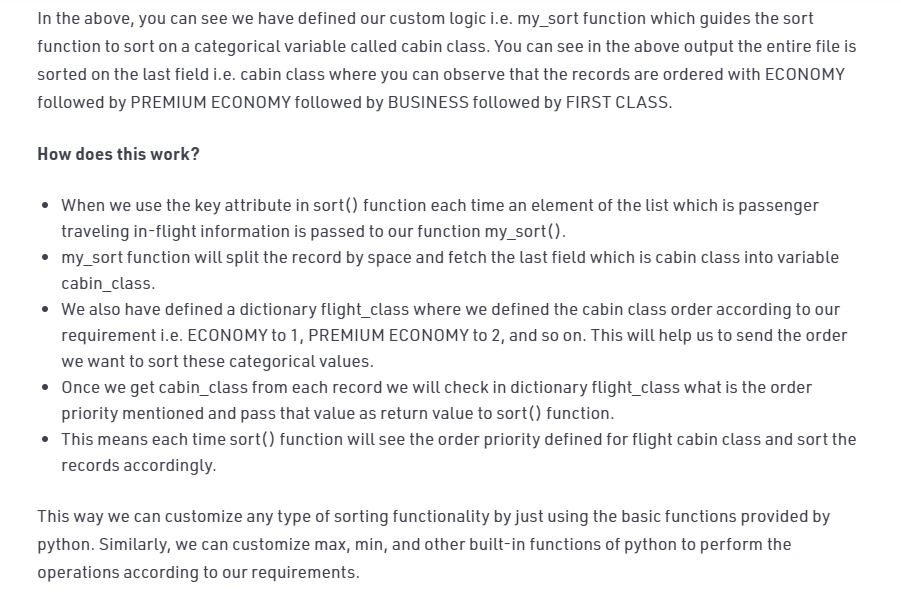 In the above, you can see we have defined our custom logic i.e. my_sort function which guides the sort
function to sort on a categorical variable called cabin class. You can see in the above output the entire file is
sorted on the last field i.e. cabin class where you can observe that the records are ordered with ECONOMY
followed by PREMIUM ECONOMY followed by BUSINESS followed by FIRST CLASS.
How does this work?
• When we use the key attribute in sort() function each time an element of the list which is passenger
traveling in-flight information is passed to our function my_sort().
• my_sort function will split the record by space and fetch the last field which is cabin class into variable
cabin_class.
• We also have defined a dictionary flight_class where we defined the cabin class order according to our
requirement i.e. ECONOMY to 1, PREMIUM ECONOMY to 2, and so on. This will help us to send the order
we want to sort these categorical values.
• Once we get cabin_class from each record we will check in dictionary flight_class what is the order
priority mentioned and pass that value as return value to sort() function.
• This means each time sort() function will see the order priority defined for flight cabin class and sort the
records accordingly.
This way we can customize any type of sorting functionality by just using the basic functions provided by
python. Similarly, we can customize max, min, and other built-in functions of python to perform the
operations according to our requirements.